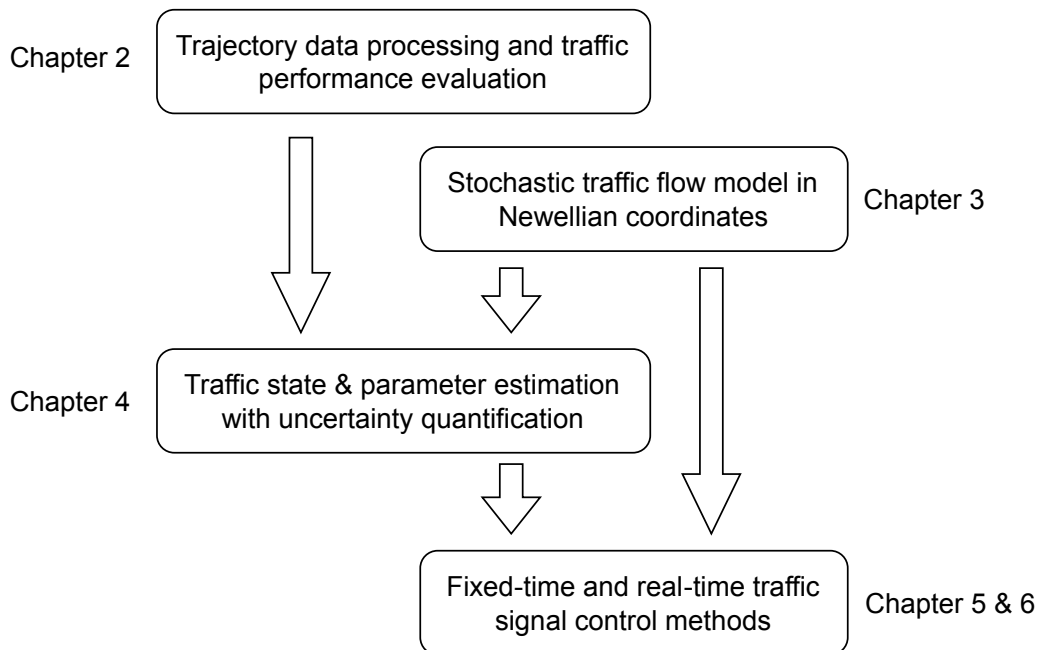 Chapter 2
Trajectory data processing and traffic
performance evaluation
Stochastic traffic flow model in
Newellian coordinates
Chapter 3
Chapter 4
Traffic state & parameter estimation
with uncertainty quantification
Fixed-time and real-time traffic
signal control methods
Chapter 5 & 6